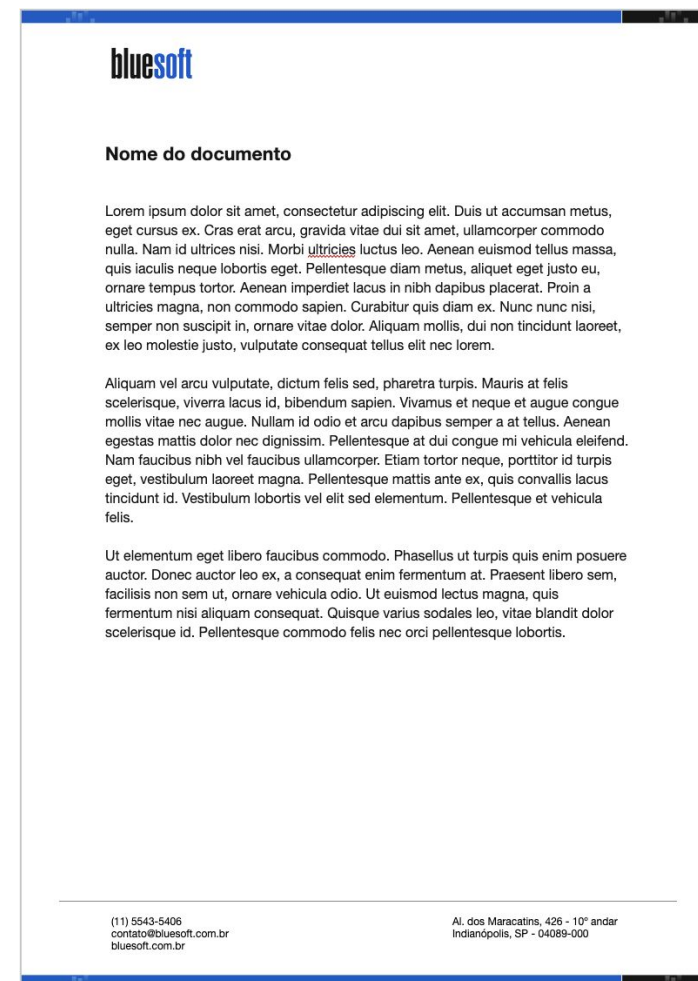 bluesoft
Nome do documento
Lorem ipsum dolor sit amet, consectetur adipiscing elit. Duis ut accumsan metus,
eget cursus ex. Cras erat arcu, gravida vitae dui sit amet, ullamcorper commodo
nulla. Nam id ultrices nisi. Morbi ultricies luctus leo. Aenean euismod tellus massa,
quis iaculis neque lobortis eget. Pellentesque diam metus, aliquet eget justo eu,
ornare tempus tortor. Aenean imperdiet lacus in nibh dapibus placerat. Proin a
ultricies magna, non commodo sapien. Curabitur quis diam ex. Nunc nunc nisi,
semper non suscipit in, ornare vitae dolor. Aliquam mollis, dui non tincidunt laoreet,
ex leo molestie justo, vulputate consequat tellus elit nec lorem.
Aliquam vel arcu vulputate, dictum felis sed, pharetra turpis. Mauris at felis
scelerisque, viverra lacus id, bibendum sapien. Vivamus et neque et augue congue
mollis vitae nec augue. Nullam id odio et arcu dapibus semper a at tellus. Aenean
egestas mattis dolor nec dignissim. Pellentesque at dui congue mi vehicula eleifend.
Nam faucibus nibh vel faucibus ullamcorper. Etiam tortor neque, porttitor id turpis
eget, vestibulum laoreet magna. Pellentesque mattis ante ex, quis convallis lacus
tincidunt id. Vestibulum lobortis vel elit sed elementum. Pellentesque et vehicula
felis.
Ut elementum eget libero faucibus commodo. Phasellus ut turpis quis enim posuere
auctor. Donec auctor leo ex, a consequat enim fermentum at. Praesent libero sem,
facilisis non sem ut, ornare vehicula odio. Ut euismod lectus magna, quis
fermentum nisi aliquam consequat. Quisque varius sodales leo, vitae blandit dolor
scelerisque id. Pellentesque commodo felis nec orci pellentesque lobortis.
(11) 5543-5406
contato@bluesoft.com.br
bluesoft.com.br
Al. dos Maracatins, 426 - 10º andar
Indianópolis, SP - 04089-000